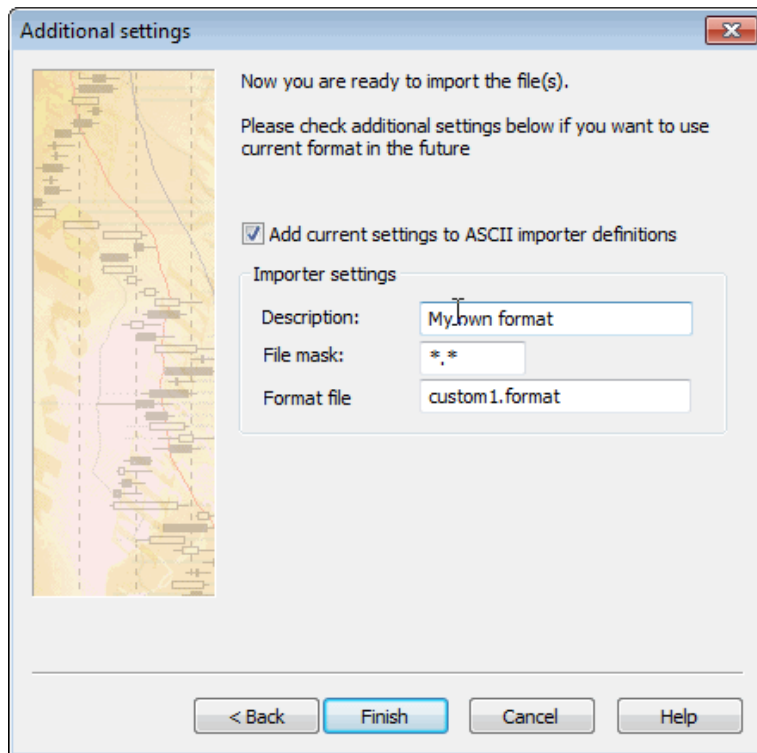 Additional settings
Now you are ready to import the file(s).
Please check additional settings below if you want to use
current format in the future
Add current settings to ASCII importer definitions
Importer settings
Description: My own format
File mask: *.*
Format file custom1.format
< Back Finish Cancel Help